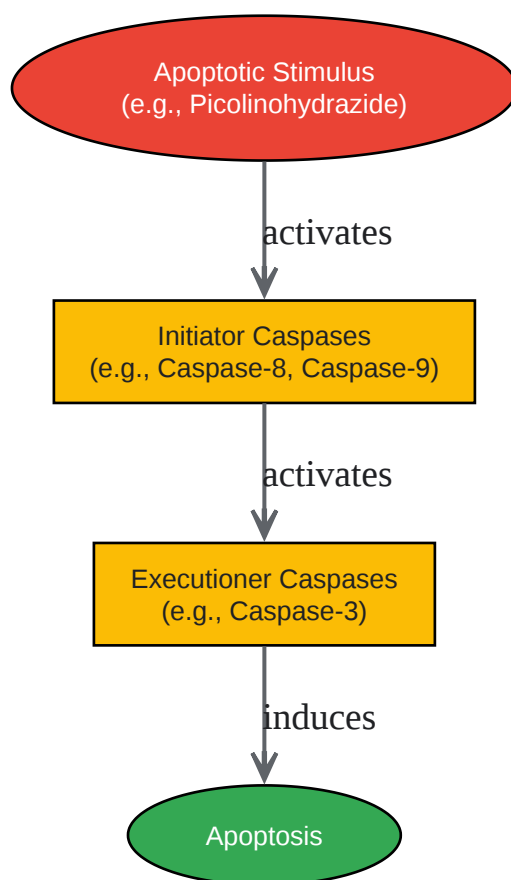 Apoptotic Stimulus
(e.g., Picolinohydrazide)
activates
Initiator Caspases
(e.g., Caspase-8, Caspase-9)
activates
Executioner Caspases
(e.g., Caspase-3)
induces
Apoptosis